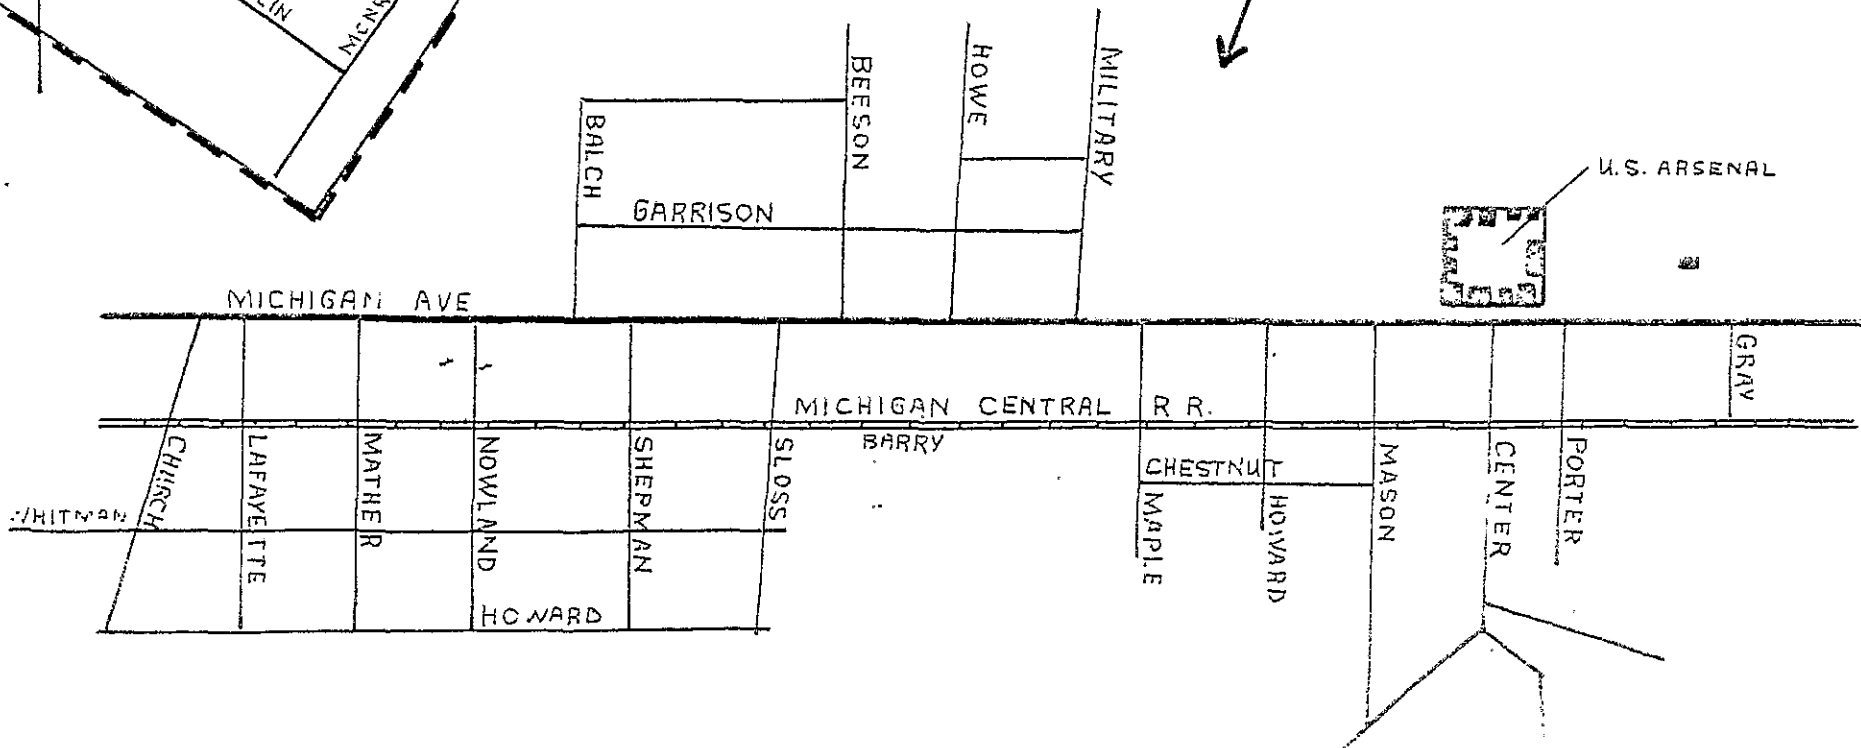 BEESON
HOWE
MILITARY
BALCH
GARRISON
U.S. ARSENAL
MICHIGAN AVE
GRAY
MICHIGAN CENTRAL R R.
BARRY
CHURCH
LAFAYETTE
MATHER
NOWLAND
SHEPMAN
SLOSS
CHESTNUT
MAPLE
HOWARD
MASON
CENTER
PORTER
HOWARD